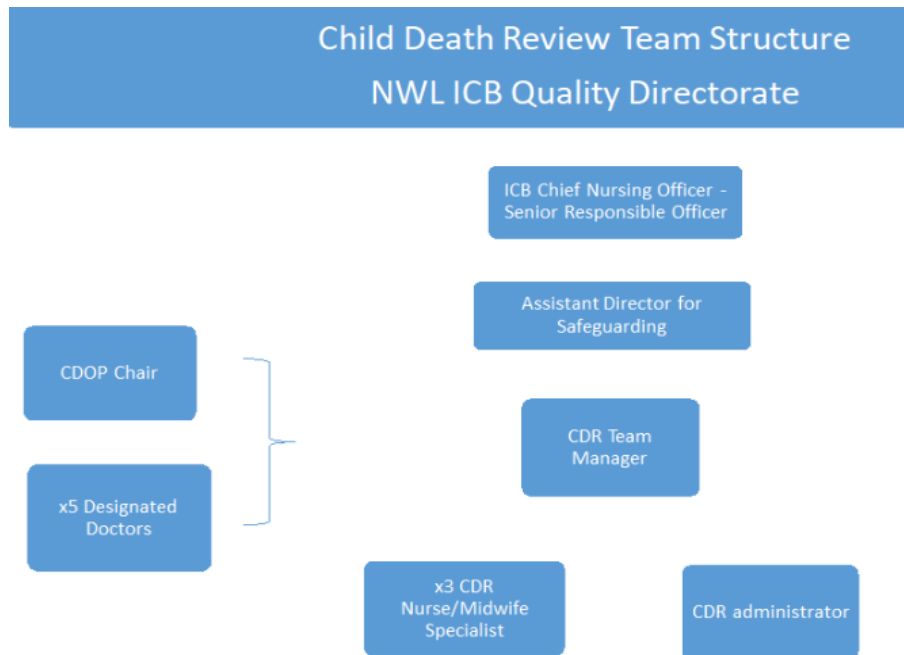 Child Death Review Team Structure
NWL ICB Quality Directorate
ICB Chief Nursing Officer -
Senior Responsible Officer
Assistant Director for
Safeguarding
CDOP Chair
CDR Team
Manager
x5 Designated
Doctors
x3 CDR
Nurse/Midwife
Specialist
CDR administrator